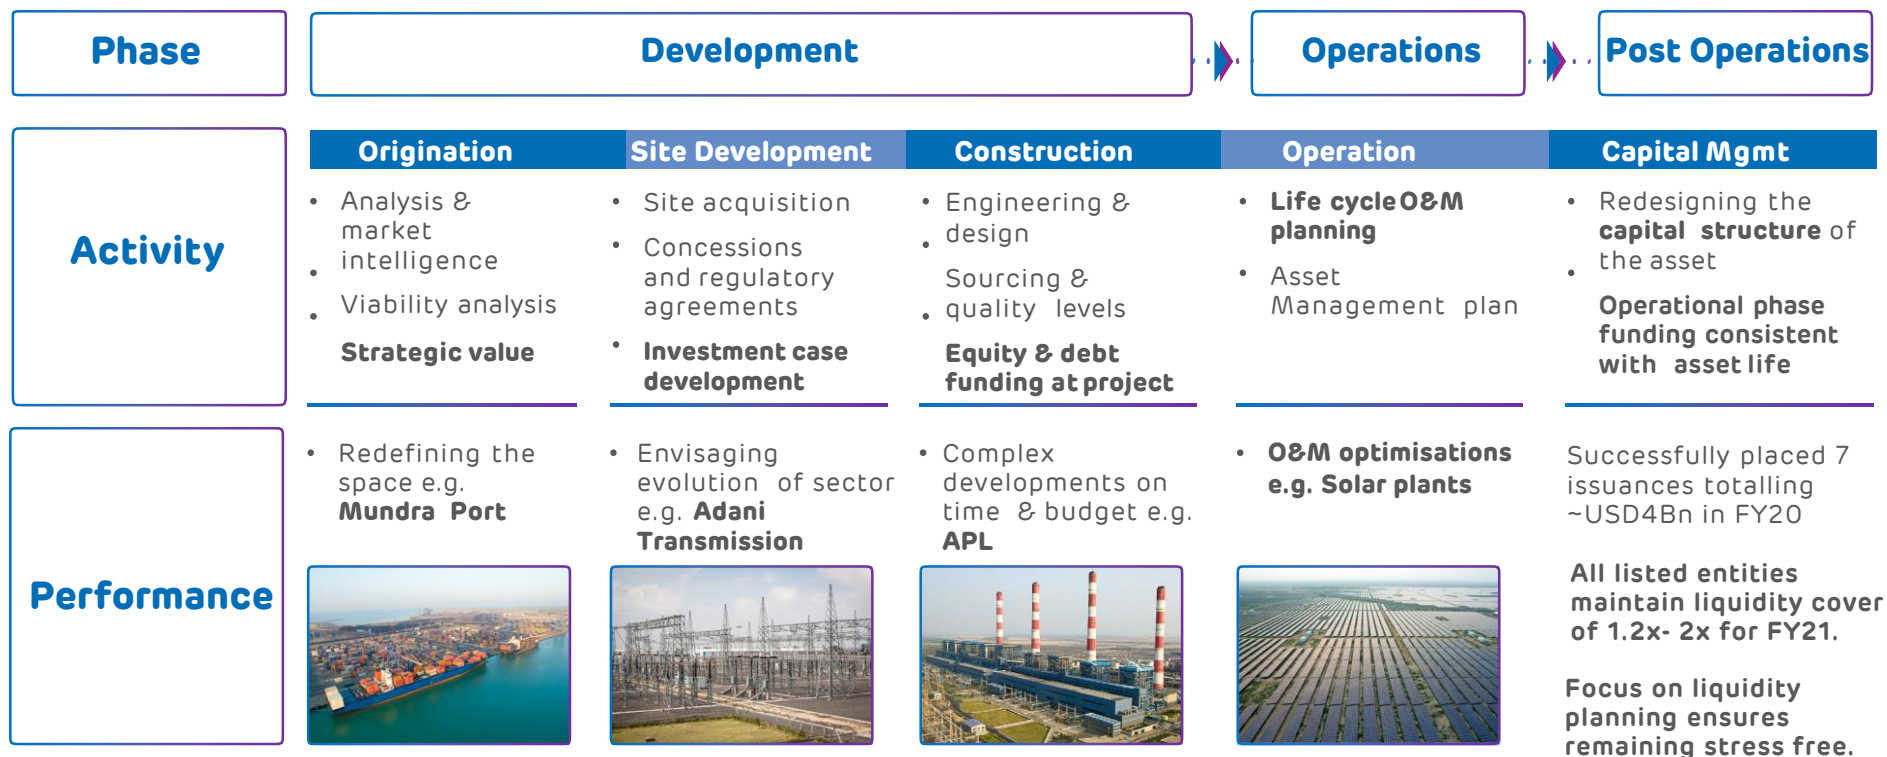 Phase
Development
Operations
Post Operations
Activity
Origination
Site Development
Construction
Operation
Capital Mgmt
• Analysis &
market
intelligence
• Viability analysis
• Strategic value
• Site acquisition
• Concessions
and regulatory
agreements
• Investment case
development
• Engineering &
design
• Sourcing &
quality levels
• Equity & debt
funding at project
• Life cycle O&M
planning
• Asset
Management plan
• Redesigning the
capital structure of
the asset
• Operational phase
funding consistent
with asset life
Performance
• Redefining the
space e.g.
Mundra Port
• Envisaging
evolution of sector
e.g. Adani
Transmission
• Complex
developments on
time & budget e.g.
APL
• O&M optimisations
e.g. Solar plants
Successfully placed 7
issuances totalling
~USD4Bn in FY20
All listed entities
maintain liquidity cover
of 1.2x- 2x for FY21.
Focus on liquidity
planning ensures
remaining stress free.